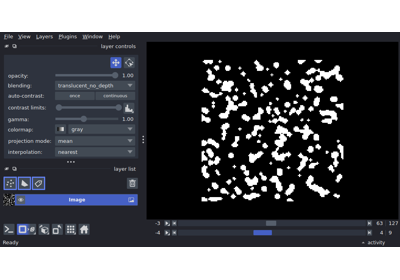 File View Layers Plugins Window Help
layer controls
opacity: 1.00
blending: translucent_no_depth
auto-contrast: once continuous
contrast limits:
gamma: 1.00
colormap: gray
projection mode: mean
interpolation: nearest
layer list
Image
-3 63 127
-4 4 9
Ready activity